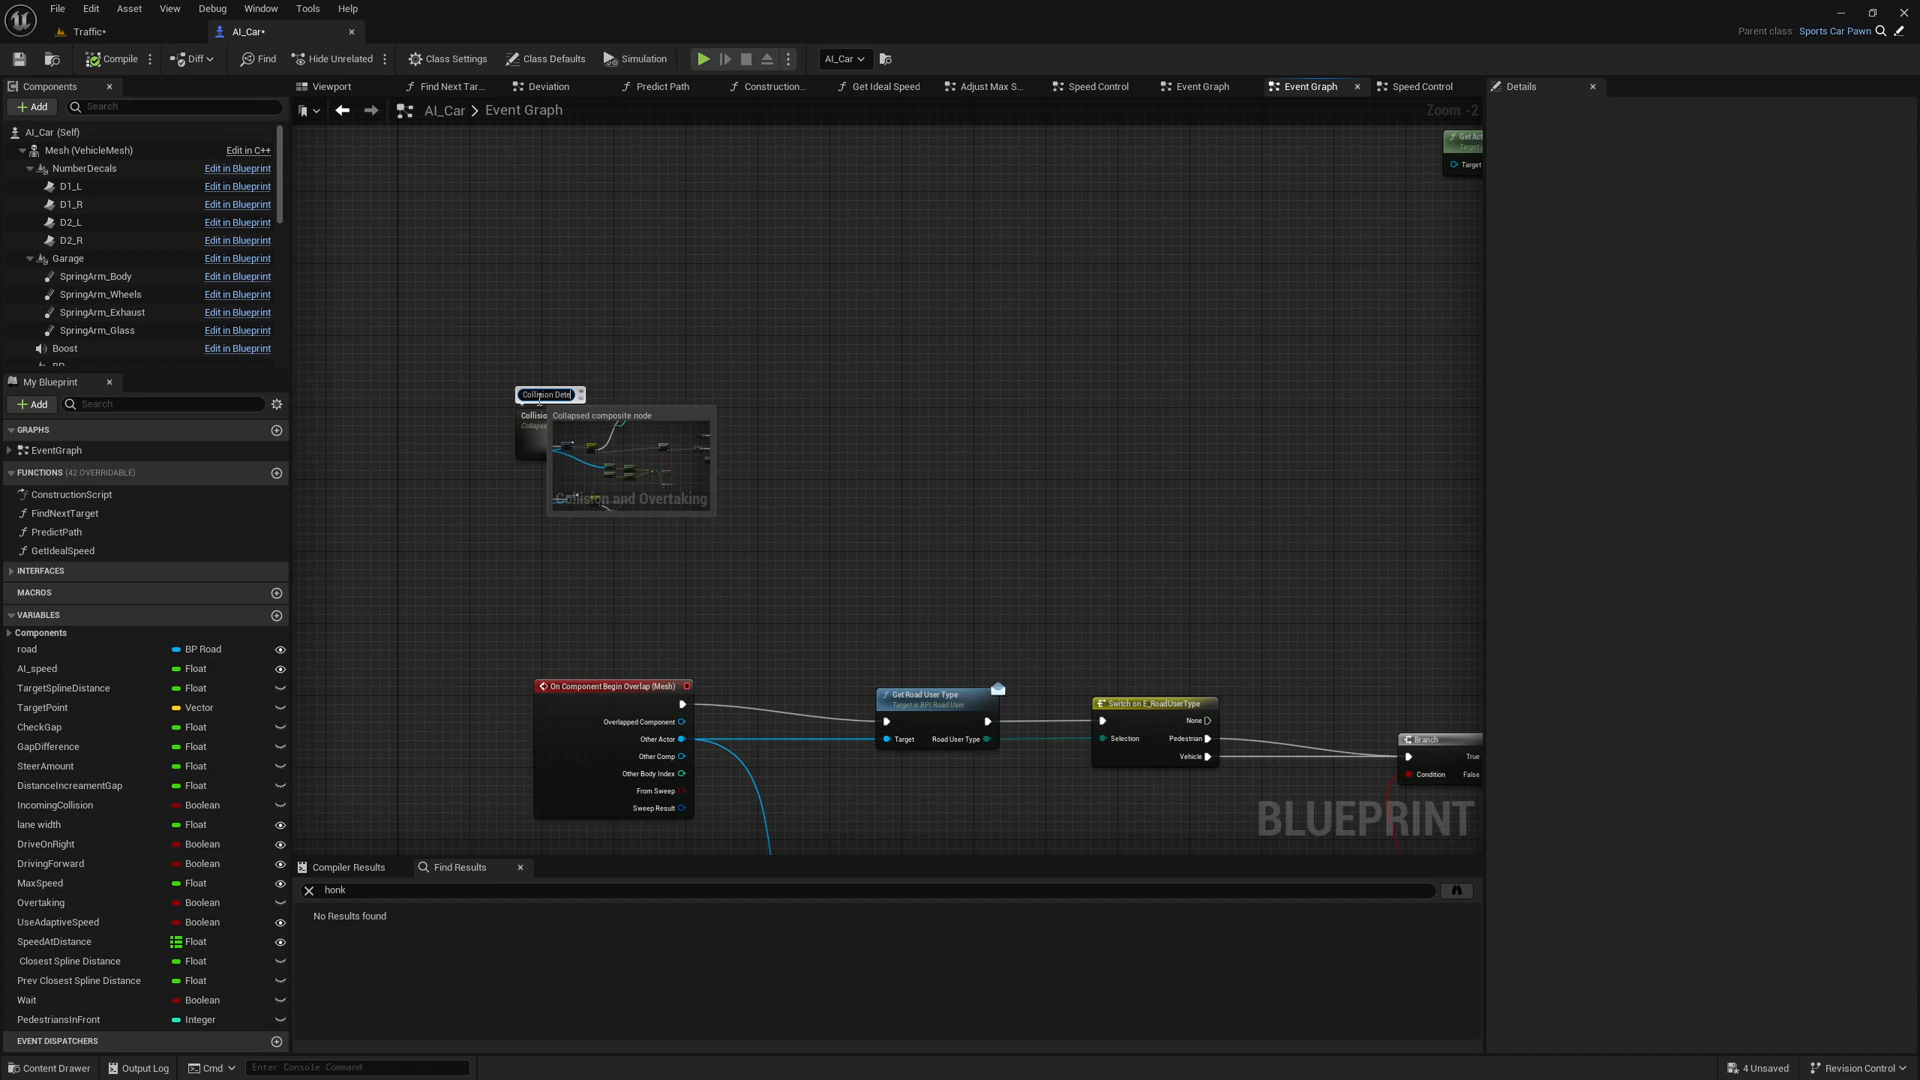 File Edit Asset View Debug Window Tools Help
Traffic* AI_Car*
Parent class: Sports Car Pawn
Compile Diff Find Hide Unrelated Class Settings Class Defaults Simulation AI_Car
Components
Add Search
AI_Car (Self)
Mesh (VehicleMesh) Edit in C++
NumberDecals Edit in Blueprint
D1_L Edit in Blueprint
D1_R Edit in Blueprint
D2_L Edit in Blueprint
D2_R Edit in Blueprint
Garage Edit in Blueprint
SpringArm_Body Edit in Blueprint
SpringArm_Wheels Edit in Blueprint
SpringArm_Exhaust Edit in Blueprint
SpringArm_Glass Edit in Blueprint
Boost Edit in Blueprint
My Blueprint
Add Search
GRAPHS
EventGraph
FUNCTIONS (42 OVERRIDABLE)
ConstructionScript
FindNextTarget
PredictPath
GetIdealSpeed
INTERFACES
MACROS
VARIABLES
Components
road BP Road
AI_speed Float
TargetSplineDistance Float
TargetPoint Vector
CheckGap Float
GapDifference Float
SteerAmount Float
DistanceIncreamentGap Float
IncomingCollision Boolean
lane width Float
DriveOnRight Boolean
DrivingForward Boolean
MaxSpeed Float
Overtaking Boolean
UseAdaptiveSpeed Boolean
SpeedAtDistance Float
Closest Spline Distance Float
Prev Closest Spline Distance Float
Wait Boolean
PedestriansInFront Integer
EVENT DISPATCHERS
Viewport Find Next Tar... Deviation Predict Path Construction... Get Ideal Speed Adjust Max S... Speed Control Event Graph Event Graph Speed Control
AI_Car > Event Graph
Zoom -2
Get Act
Target
Target
Collision Dete
Collisio
Collapse
Collapsed composite node
Collision and Overtaking
On Component Begin Overlap (Mesh)
Overlapped Component
Other Actor
Other Comp
Other Body Index
From Sweep
Sweep Result
Get Road User Type
Target is BPI Road User
Target Road User Type
Switch on E_RoadUserType
None
Selection Pedestrian
Vehicle
Branch
True
Condition False
BLUEPRINT
Details
Compiler Results Find Results
honk
No Results found
Content Drawer Output Log Cmd Enter Console Command 4 Unsaved Revision Control